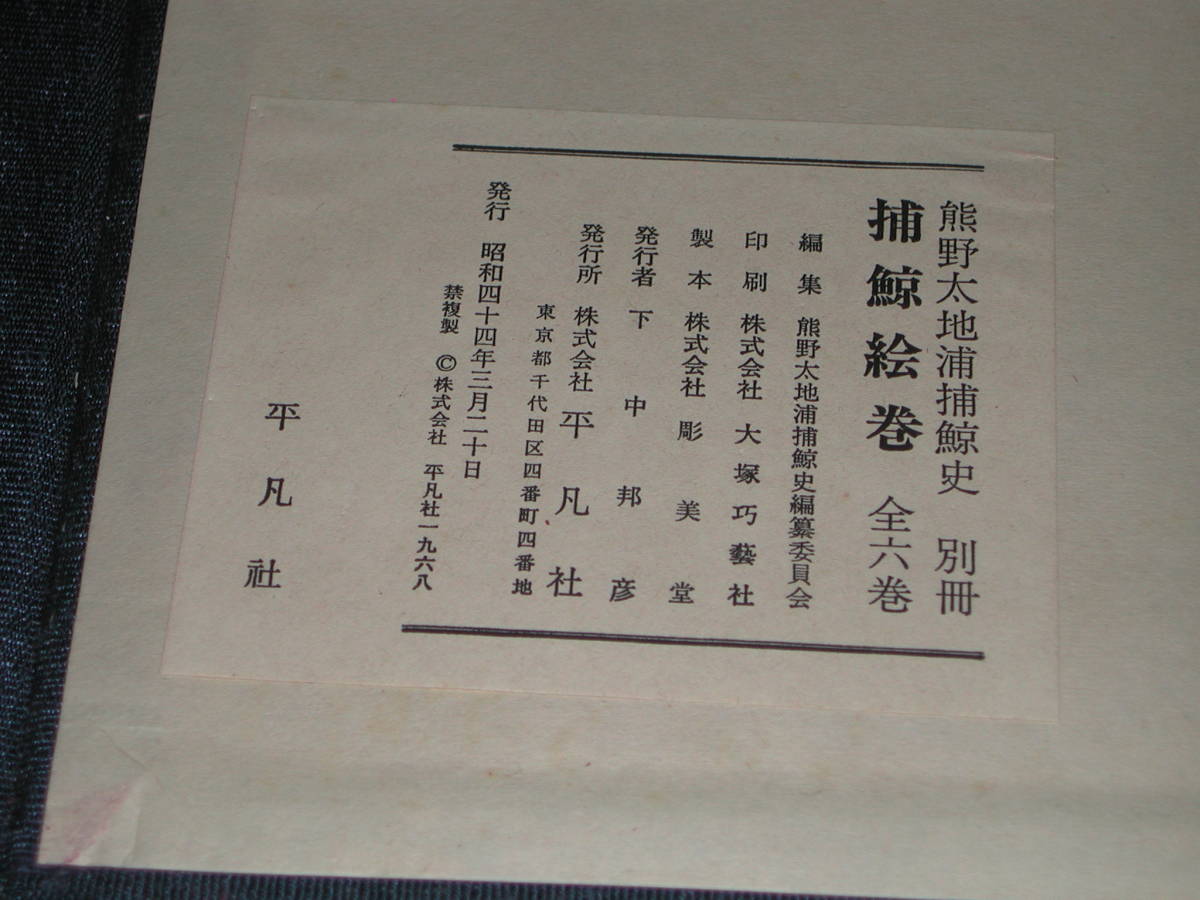 熊野太地浦捕鯨史 別冊
捕鯨絵巻 全六巻
編集 熊野太地浦捕鯨史編纂委員会
印刷 株式会社 大塚巧藝社
製本 株式会社 彫美堂
発行者 下中邦彦
発行所 株式会社 平凡社
東京都千代田区四番町四番地
発行 昭和四十四年三月二十日
禁複製 © 株式会社 平凡社一九六八
平凡社